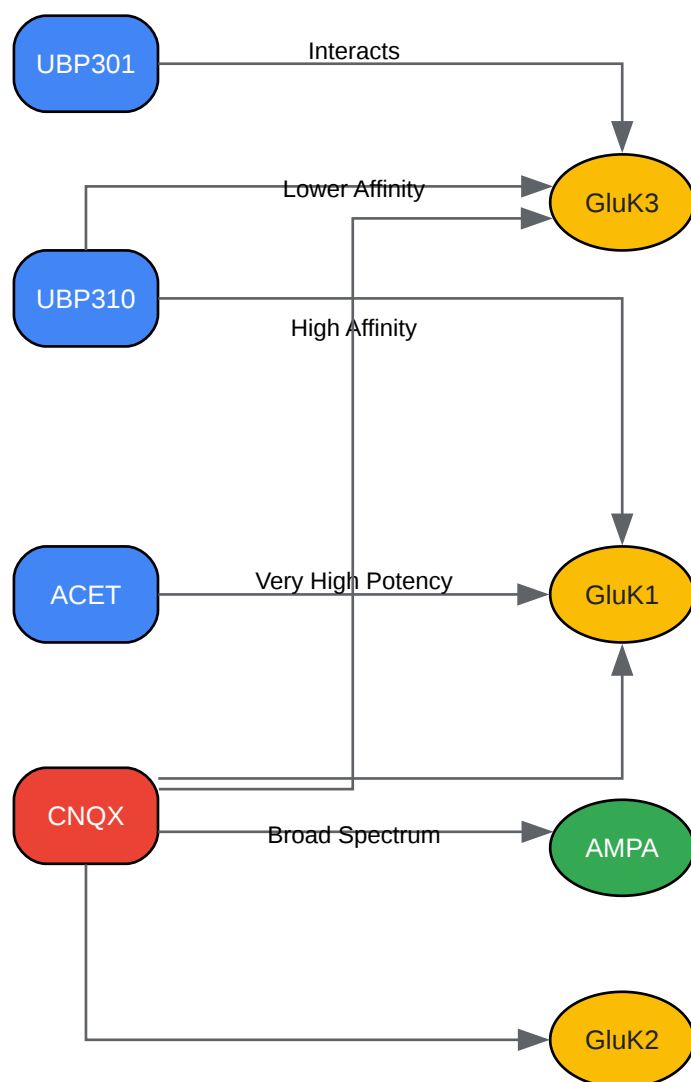 UBP301
Interacts
GluK3
Lower Affinity
UBP310
High Affinity
ACET
Very High Potency
GluK1
CNQX
Broad Spectrum
AMPA
GluK2